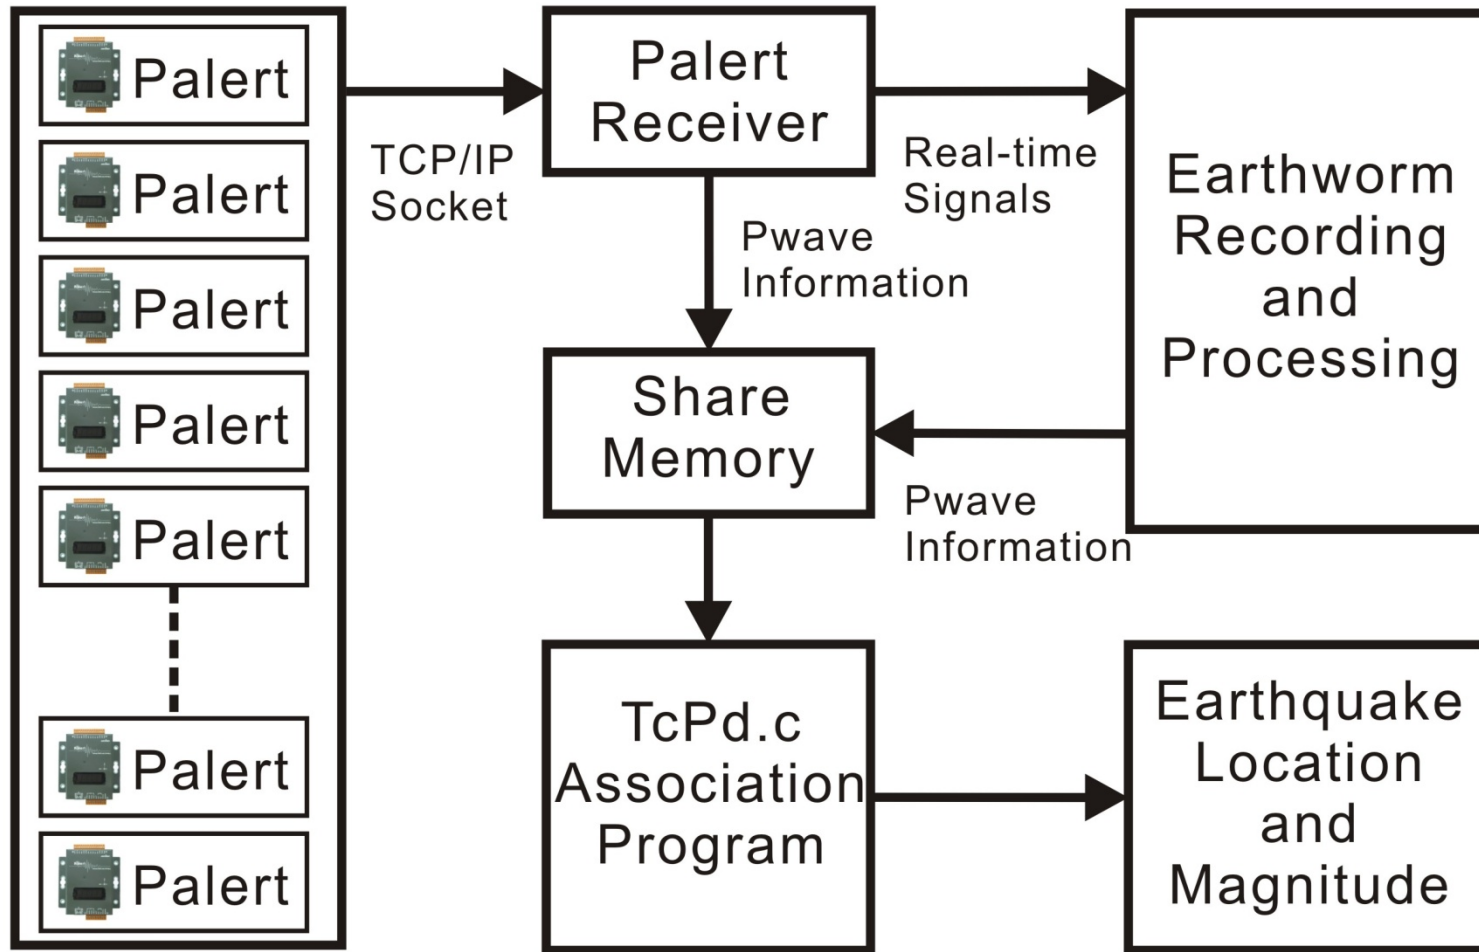 Palert
Palert
Palert
Palert
Palert
Palert
Palert
TCP/IP
Socket
Palert
Receiver
Real-time
Signals
Pwave
Information
Earthworm
Recording
and
Processing
Share
Memory
Pwave
Information
TcPd.c
Association
Program
Earthquake
Location
and
Magnitude